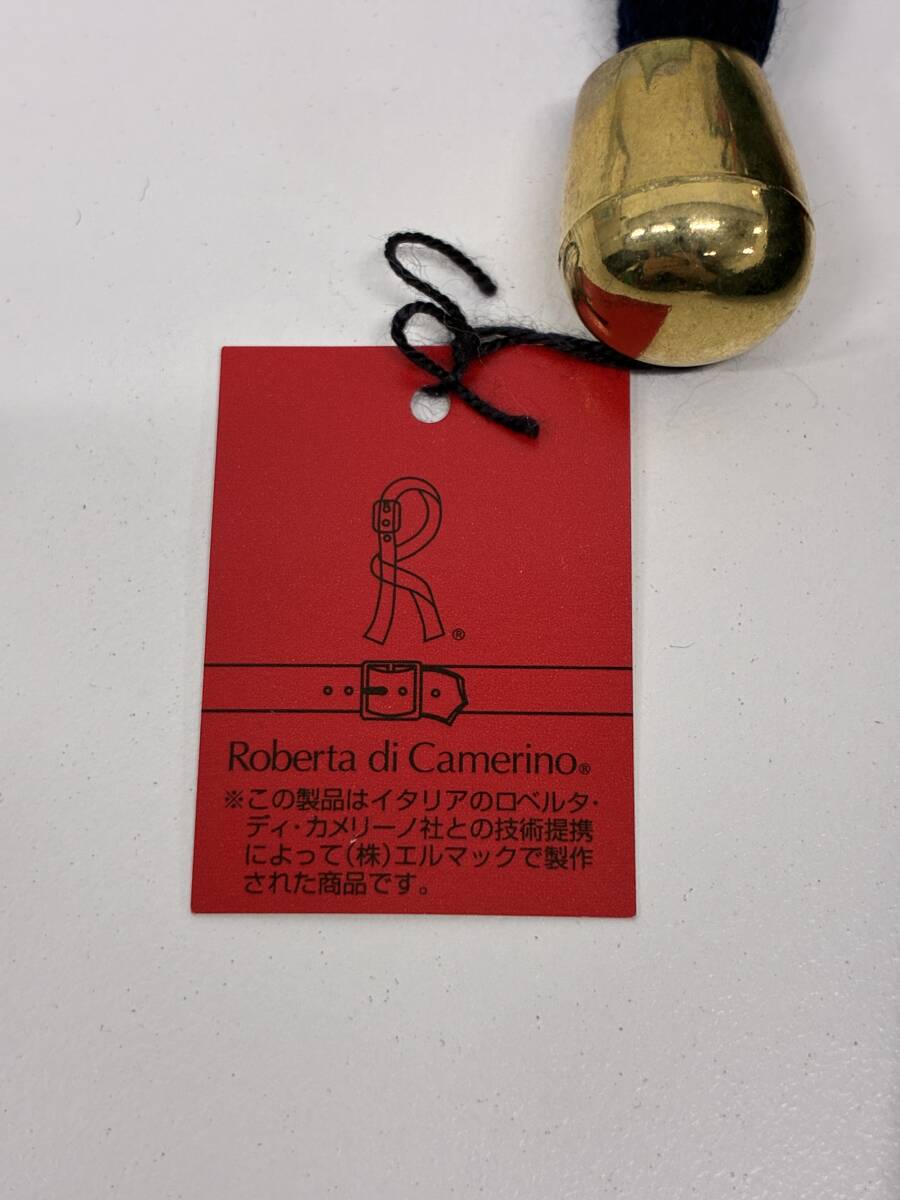 R®
Roberta di Camerino®
※この製品はイタリアのロベルタ・
ディ・カメリーノ社との技術提携
によって(株)エルマックで製作
された商品です。